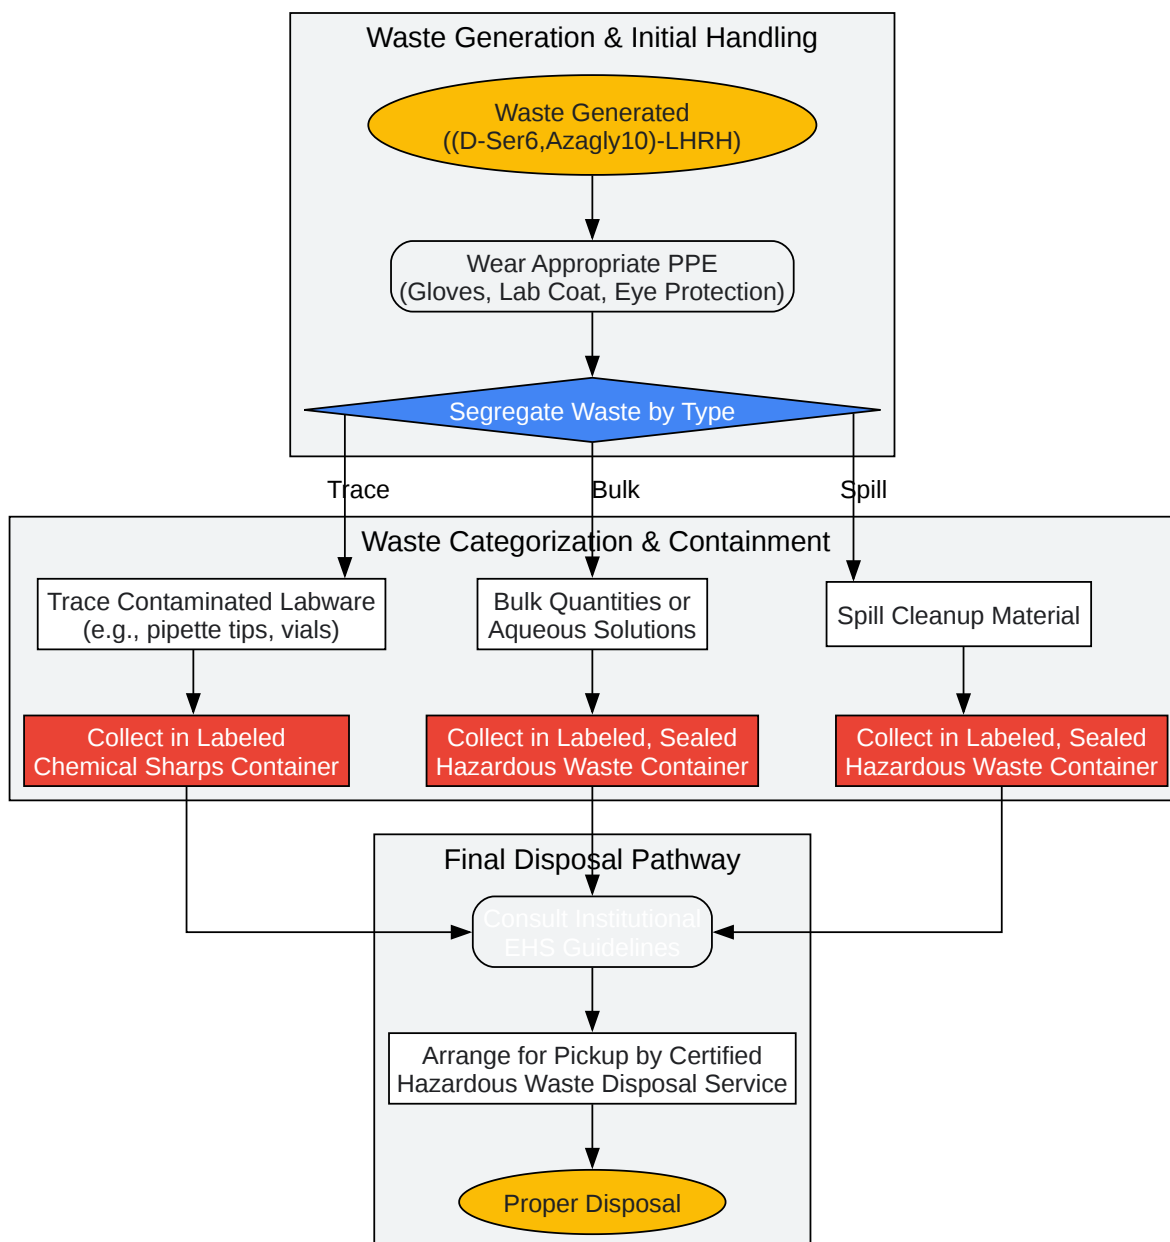 Waste Generation & Initial Handling
Waste Generated
((D-Ser6,Azagly10)-LHRH)
Wear Appropriate PPE
(Gloves, Lab Coat, Eye Protection)
Segregate Waste by Type
Trace
Bulk
Spill
Waste Categorization & Containment
Trace Contaminated Labware
(e.g., pipette tips, vials)
Bulk Quantities or
Aqueous Solutions
Spill Cleanup Material
Collect in Labeled
Chemical Sharps Container
Collect in Labeled, Sealed
Hazardous Waste Container
Collect in Labeled, Sealed
Hazardous Waste Container
Final Disposal Pathway
Consult Institutional
EHS Guidelines
Arrange for Pickup by Certified
Hazardous Waste Disposal Service
Proper Disposal